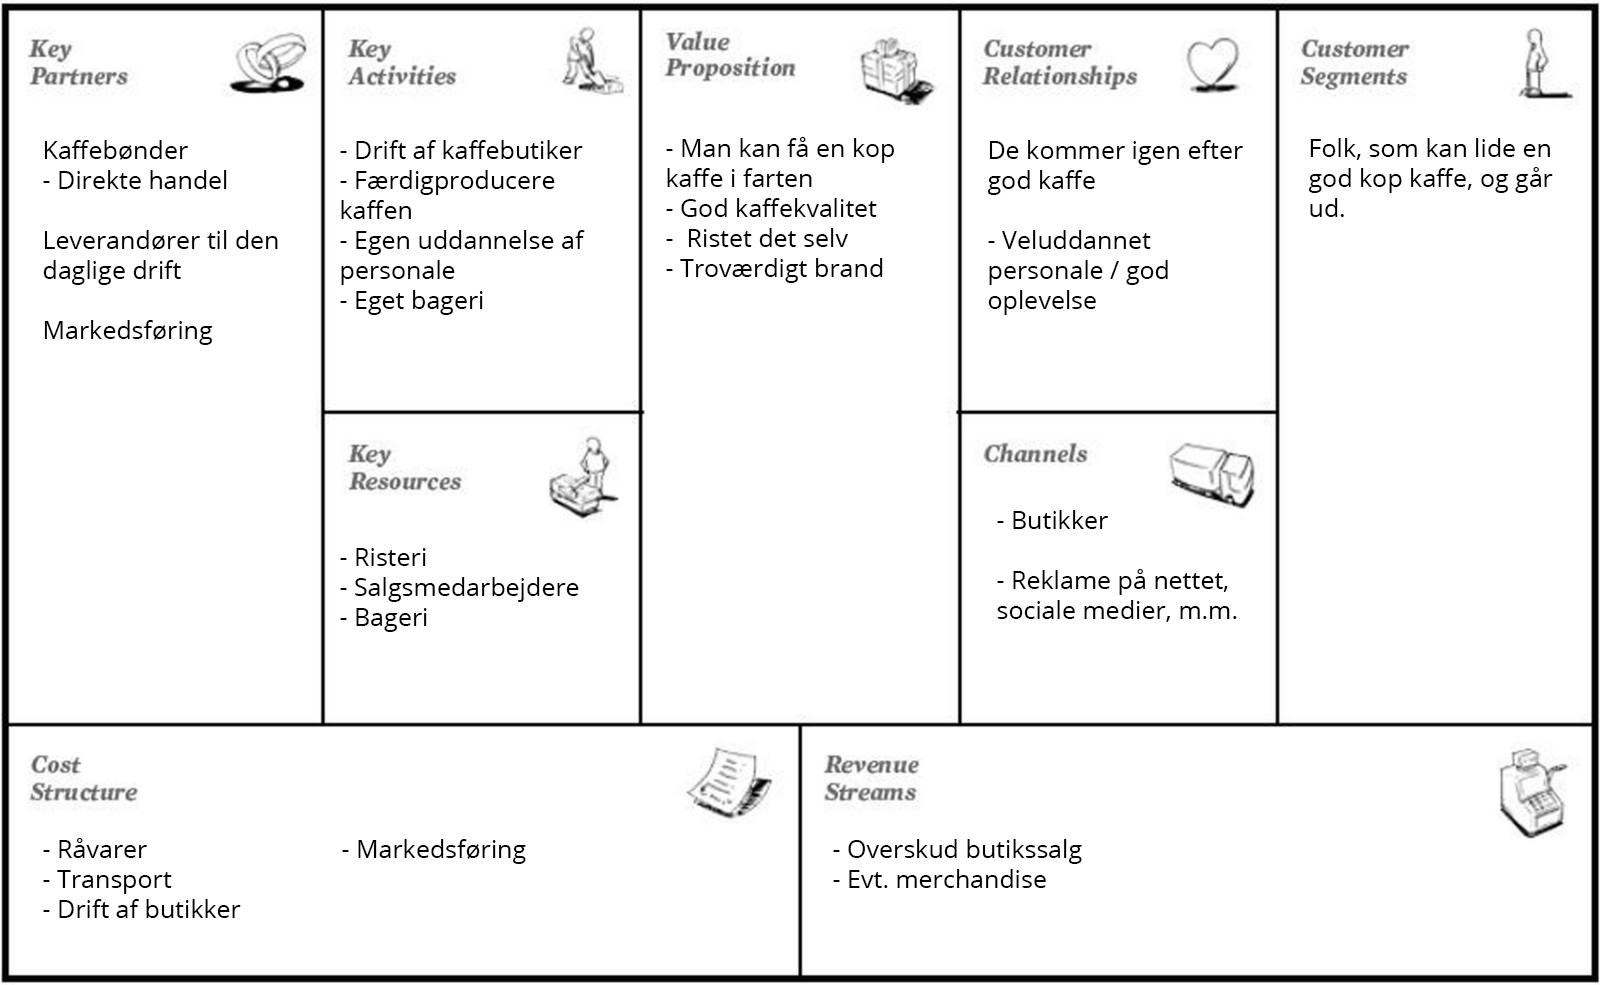 Key
Partners
Kaffebønder
- Direkte handel
Leverandører til den
daglige drift
Markedsføring
Key
Activities
- Drift af kaffebutiker
- Færdigproducere
kaffen
- Egen uddannelse af
personale
- Eget bageri
Key
Resources
- Risteri
- Salgsmedarbejdere
- Bageri
Value
Proposition
- Man kan få en kop
kaffe i farten
- God kaffekvalitet
-  Ristet det selv
- Troværdigt brand
Customer
Relationships
De kommer igen efter
god kaffe
- Veluddannet
personale / god
oplevelse
Channels
- Butikker
- Reklame på nettet,
sociale medier, m.m.
Customer
Segments
Folk, som kan lide en
god kop kaffe, og går
ud.
Cost
Structure
- Råvarer
- Transport
- Drift af butikker
- Markedsføring
Revenue
Streams
- Overskud butikssalg
- Evt. merchandise